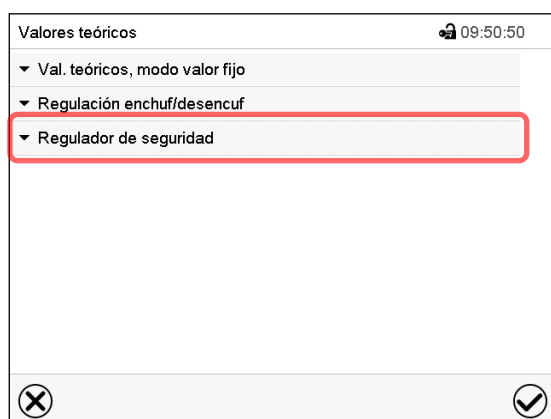 Valores teóricos 09:50:50
Val. teóricos, modo valor fijo
Regulación enchuf/desencuf
Regulador de seguridad